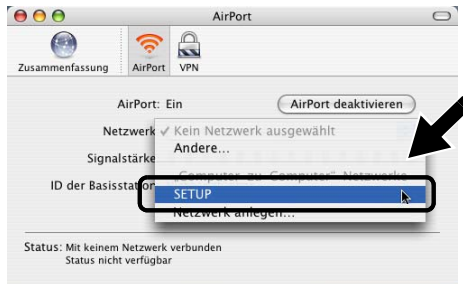 AirPort
Zusammenfassung AirPort VPN
AirPort: Ein AirPort deaktivieren
Netzwerk ✓ Kein Netzwerk ausgewählt
Andere...
Signalstärke
„Computer-zu-Computer“-Netzwerke
ID der Basisstation
SETUP
Netzwerk anlegen...
Status: Mit keinem Netzwerk verbunden
Status nicht verfügbar